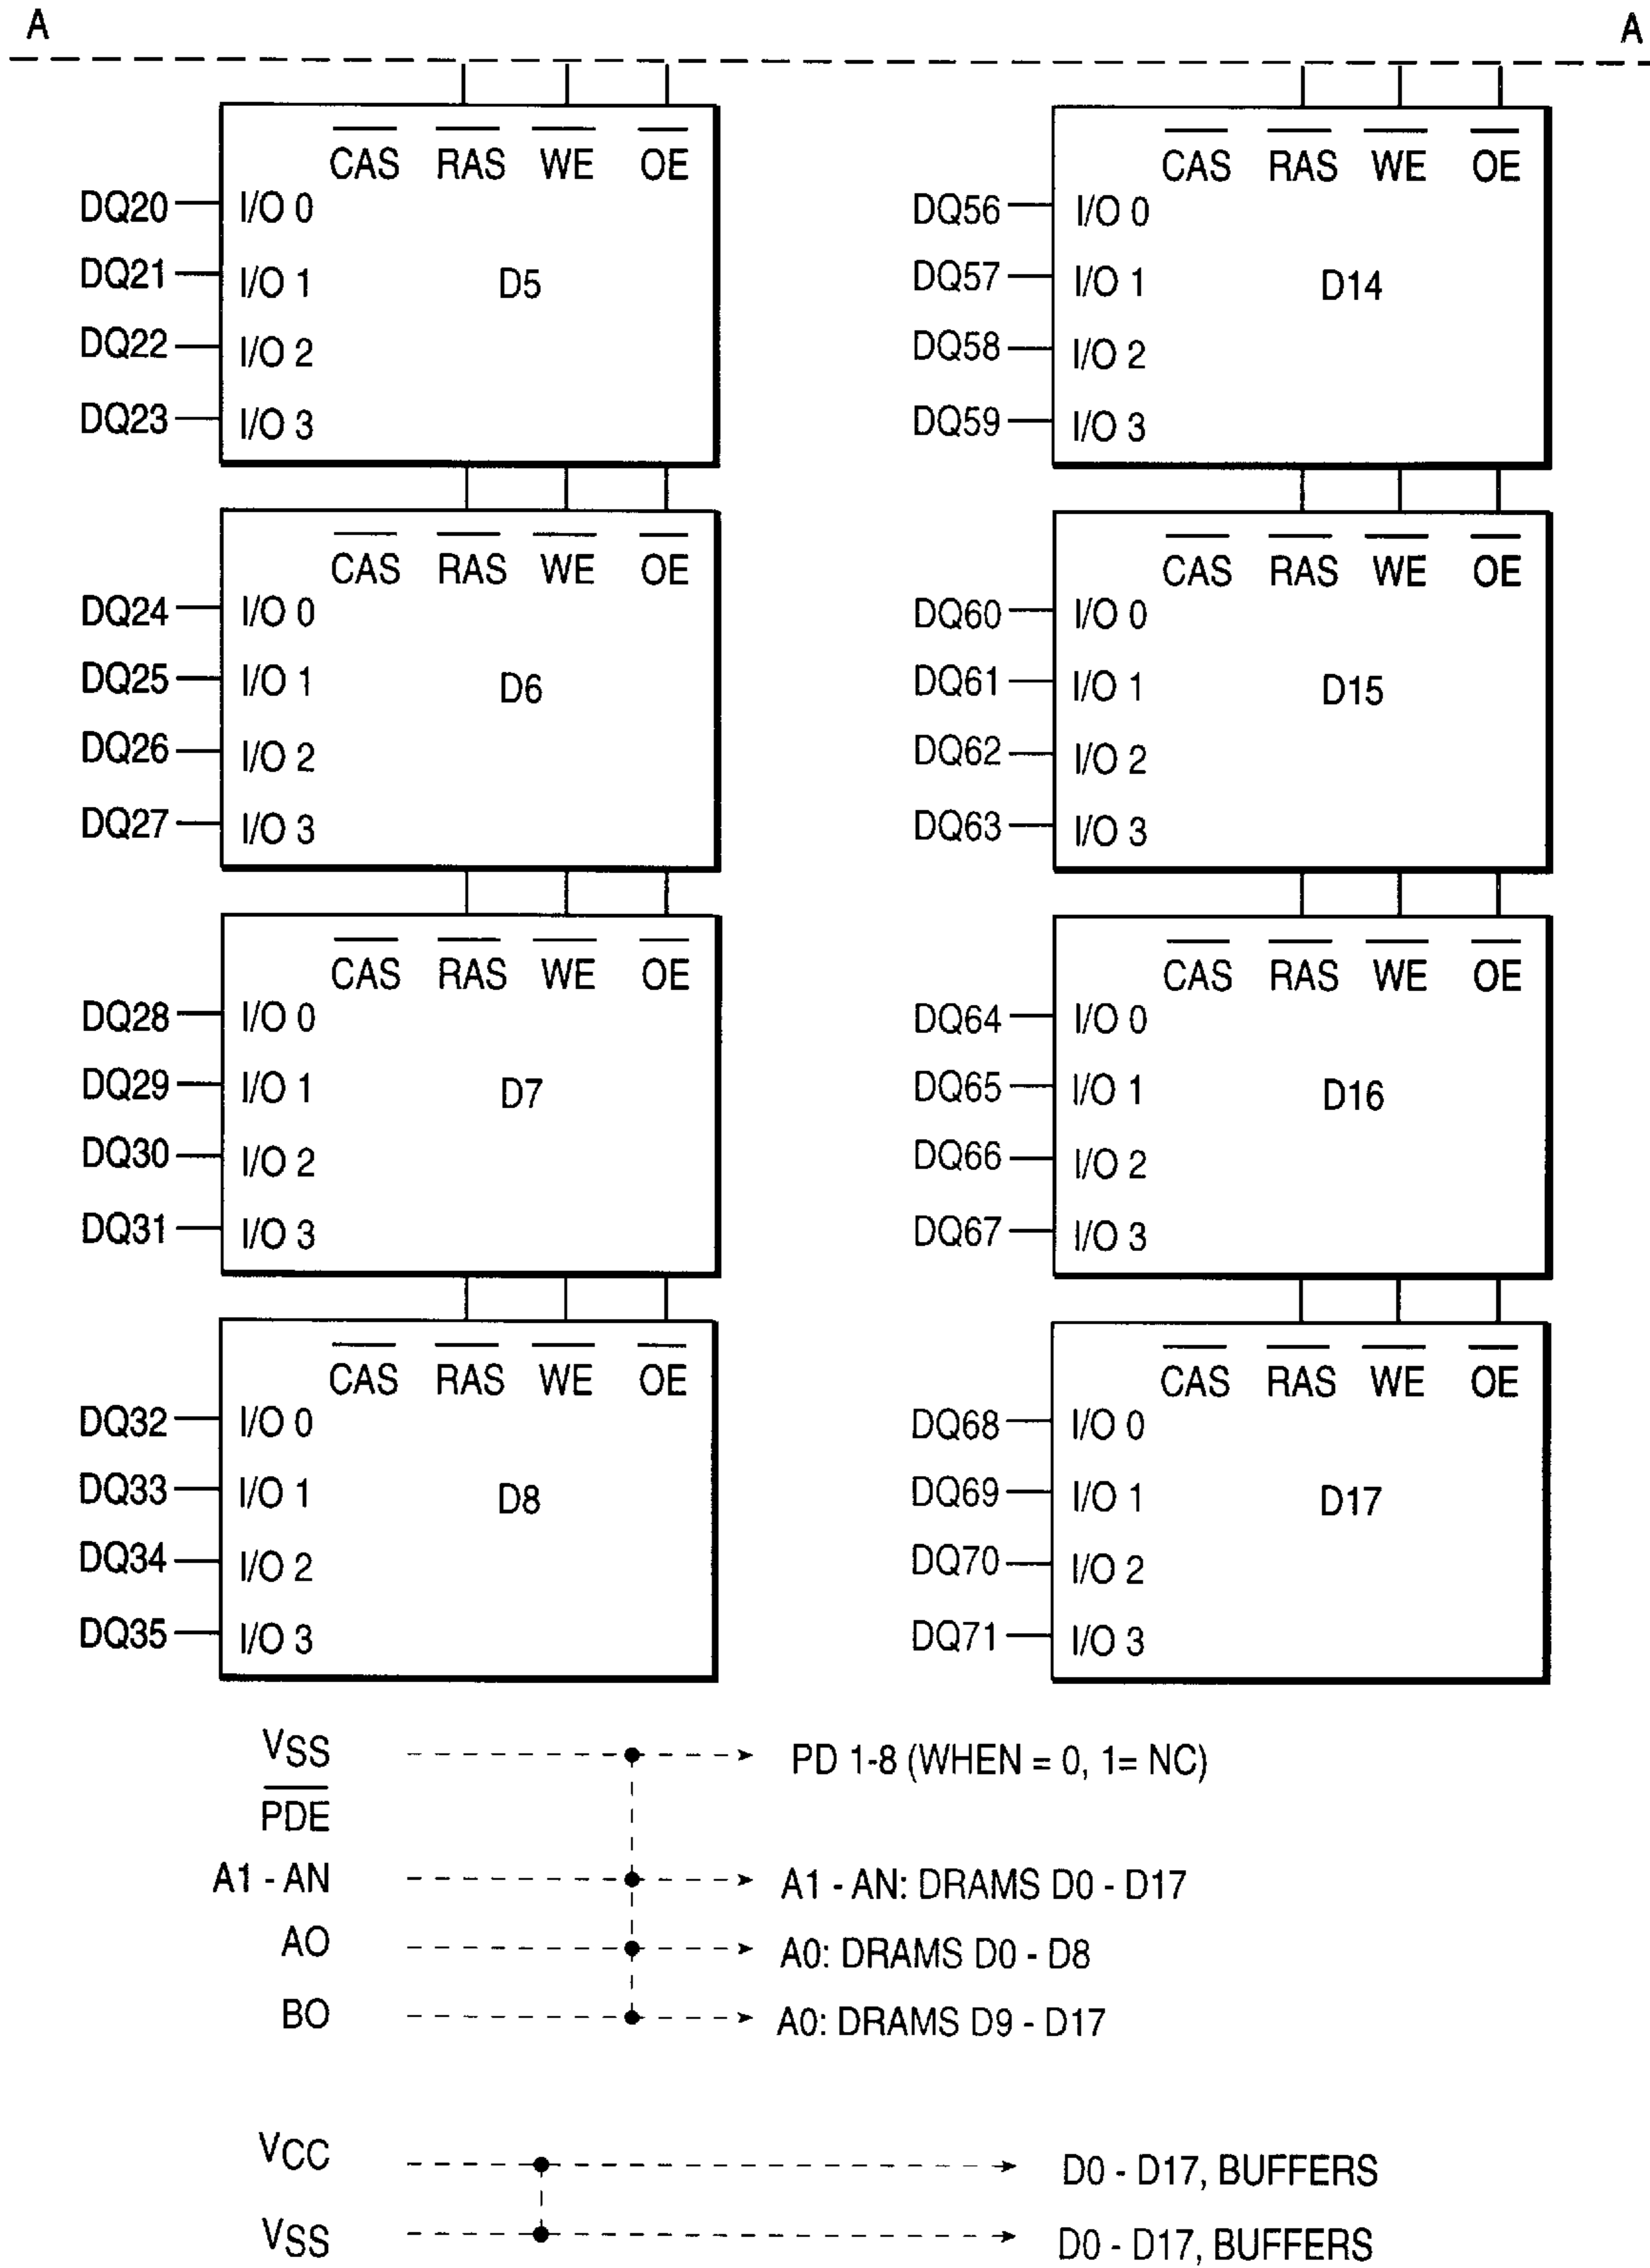 A A
CAS RAS WE OE
DQ20 I/O 0
DQ21 I/O 1 D5
DQ22 I/O 2
DQ23 I/O 3
CAS RAS WE OE
DQ56 I/O 0
DQ57 I/O 1 D14
DQ58 I/O 2
DQ59 I/O 3
CAS RAS WE OE
DQ24 I/O 0
DQ25 I/O 1 D6
DQ26 I/O 2
DQ27 I/O 3
CAS RAS WE OE
DQ60 I/O 0
DQ61 I/O 1 D15
DQ62 I/O 2
DQ63 I/O 3
CAS RAS WE OE
DQ28 I/O 0
DQ29 I/O 1 D7
DQ30 I/O 2
DQ31 I/O 3
CAS RAS WE OE
DQ64 I/O 0
DQ65 I/O 1 D16
DQ66 I/O 2
DQ67 I/O 3
CAS RAS WE OE
DQ32 I/O 0
DQ33 I/O 1 D8
DQ34 I/O 2
DQ35 I/O 3
CAS RAS WE OE
DQ68 I/O 0
DQ69 I/O 1 D17
DQ70 I/O 2
DQ71 I/O 3
VSS PD 1-8 (WHEN = 0, 1= NC)
PDE
A1 - AN A1 - AN: DRAMS D0 - D17
AO A0: DRAMS D0 - D8
BO A0: DRAMS D9 - D17
VCC D0 - D17, BUFFERS
VSS D0 - D17, BUFFERS